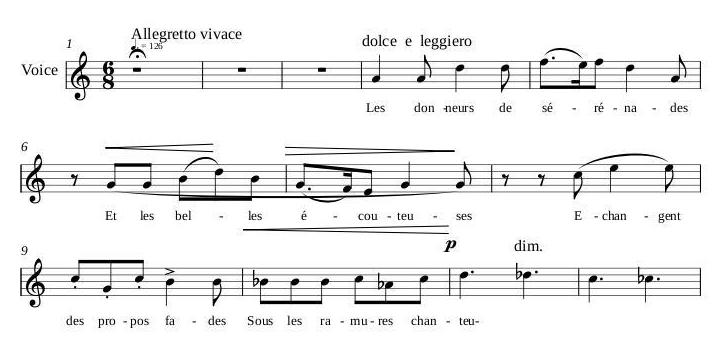 Allegretto vivace
1 ♩. = 126 dolce e leggiero
Voice 6 8
Les don -neurs de sé - ré - na - des
6
Et les bel - les é - cou - teu - ses E - chan - gent
p dim.
9
des pro - pos fa - des Sous les ra - mu - res chan - teu-